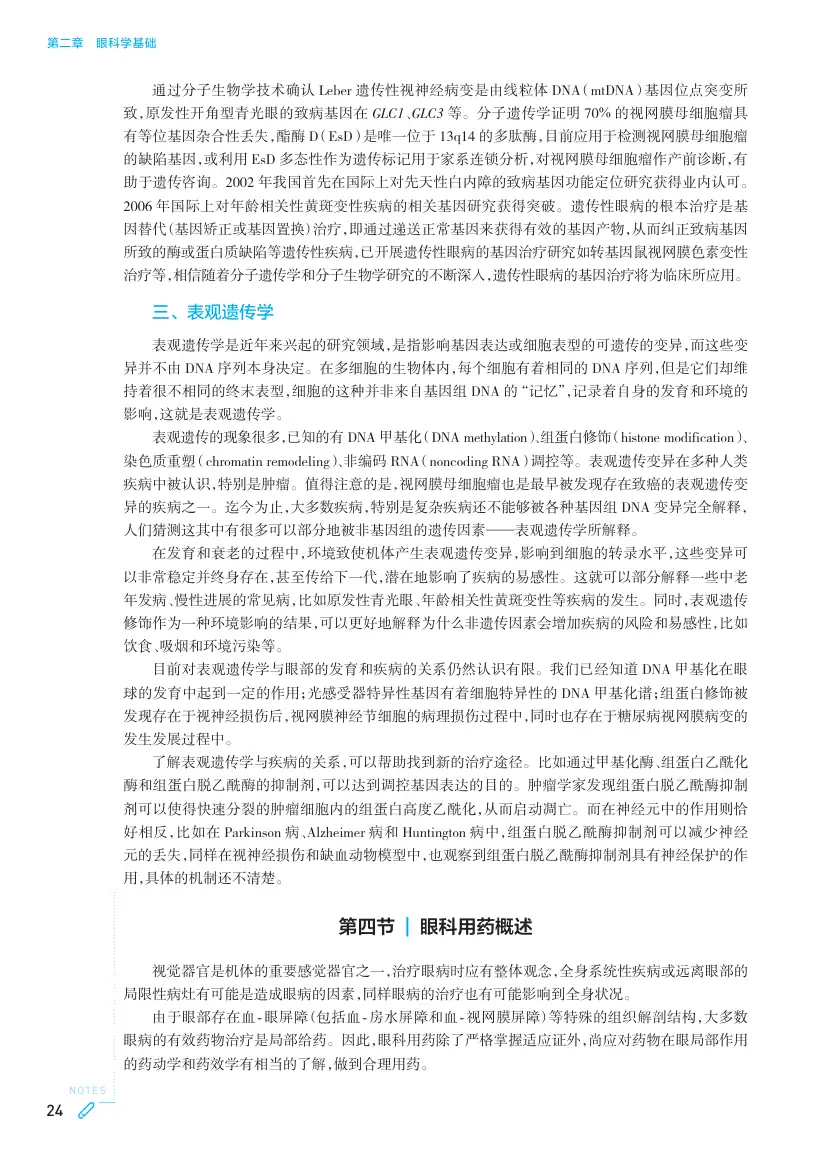 第二章　眼科学基础
通过分子生物学技术确认 Leber 遗传性视神经病变是由线粒体 DNA（mtDNA）基因位点突变所
致，原发性开角型青光眼的致病基因在 GLC1、GLC3 等。分子遗传学证明 70% 的视网膜母细胞瘤具
有等位基因杂合性丢失，酯酶 D（EsD）是唯一位于 13q14 的多肽酶，目前应用于检测视网膜母细胞瘤
的缺陷基因，或利用 EsD 多态性作为遗传标记用于家系连锁分析，对视网膜母细胞瘤作产前诊断，有
助于遗传咨询。2002 年我国首先在国际上对先天性白内障的致病基因功能定位研究获得业内认可。
2006 年国际上对年龄相关性黄斑变性疾病的相关基因研究获得突破。遗传性眼病的根本治疗是基
因替代（基因矫正或基因置换）治疗，即通过递送正常基因来获得有效的基因产物，从而纠正致病基因
所致的酶或蛋白质缺陷等遗传性疾病，已开展遗传性眼病的基因治疗研究如转基因鼠视网膜色素变性
治疗等，相信随着分子遗传学和分子生物学研究的不断深入，遗传性眼病的基因治疗将为临床所应用。
三、表观遗传学
表观遗传学是近年来兴起的研究领域，是指影响基因表达或细胞表型的可遗传的变异，而这些变
异并不由 DNA 序列本身决定。在多细胞的生物体内，每个细胞有着相同的 DNA 序列，但是它们却维
持着很不相同的终末表型，细胞的这种并非来自基因组 DNA 的“记忆”，记录着自身的发育和环境的
影响，这就是表观遗传学。
表观遗传的现象很多，已知的有 DNA 甲基化（DNA methylation）、组蛋白修饰（histone modification）、
染色质重塑（chromatin remodeling）、非编码 RNA（noncoding RNA）调控等。表观遗传变异在多种人类
疾病中被认识，特别是肿瘤。值得注意的是，视网膜母细胞瘤也是最早被发现存在致癌的表观遗传变
异的疾病之一。迄今为止，大多数疾病，特别是复杂疾病还不能够被各种基因组 DNA 变异完全解释，
人们猜测这其中有很多可以部分地被非基因组的遗传因素——表观遗传学所解释。
在发育和衰老的过程中，环境致使机体产生表观遗传变异，影响到细胞的转录水平，这些变异可
以非常稳定并终身存在，甚至传给下一代，潜在地影响了疾病的易感性。这就可以部分解释一些中老
年发病、慢性进展的常见病，比如原发性青光眼、年龄相关性黄斑变性等疾病的发生。同时，表观遗传
修饰作为一种环境影响的结果，可以更好地解释为什么非遗传因素会增加疾病的风险和易感性，比如
饮食、吸烟和环境污染等。
目前对表观遗传学与眼部的发育和疾病的关系仍然认识有限。我们已经知道 DNA 甲基化在眼
球的发育中起到一定的作用；光感受器特异性基因有着细胞特异性的 DNA 甲基化谱；组蛋白修饰被
发现存在于视神经损伤后，视网膜神经节细胞的病理损伤过程中，同时也存在于糖尿病视网膜病变的
发生发展过程中。
了解表观遗传学与疾病的关系，可以帮助找到新的治疗途径。比如通过甲基化酶、组蛋白乙酰化
酶和组蛋白脱乙酰酶的抑制剂，可以达到调控基因表达的目的。肿瘤学家发现组蛋白脱乙酰酶抑制
剂可以使得快速分裂的肿瘤细胞内的组蛋白高度乙酰化，从而启动凋亡。而在神经元中的作用则恰
好相反，比如在 Parkinson 病、Alzheimer 病和 Huntington 病中，组蛋白脱乙酰酶抑制剂可以减少神经
元的丢失，同样在视神经损伤和缺血动物模型中，也观察到组蛋白脱乙酰酶抑制剂具有神经保护的作
用，具体的机制还不清楚。
第四节 | 眼科用药概述
视觉器官是机体的重要感觉器官之一，治疗眼病时应有整体观念，全身系统性疾病或远离眼部的
局限性病灶有可能是造成眼病的因素，同样眼病的治疗也有可能影响到全身状况。
由于眼部存在血-眼屏障（包括血-房水屏障和血-视网膜屏障）等特殊的组织解剖结构，大多数
眼病的有效药物治疗是局部给药。因此，眼科用药除了严格掌握适应证外，尚应对药物在眼局部作用
的药动学和药效学有相当的了解，做到合理用药。
NOTES
24